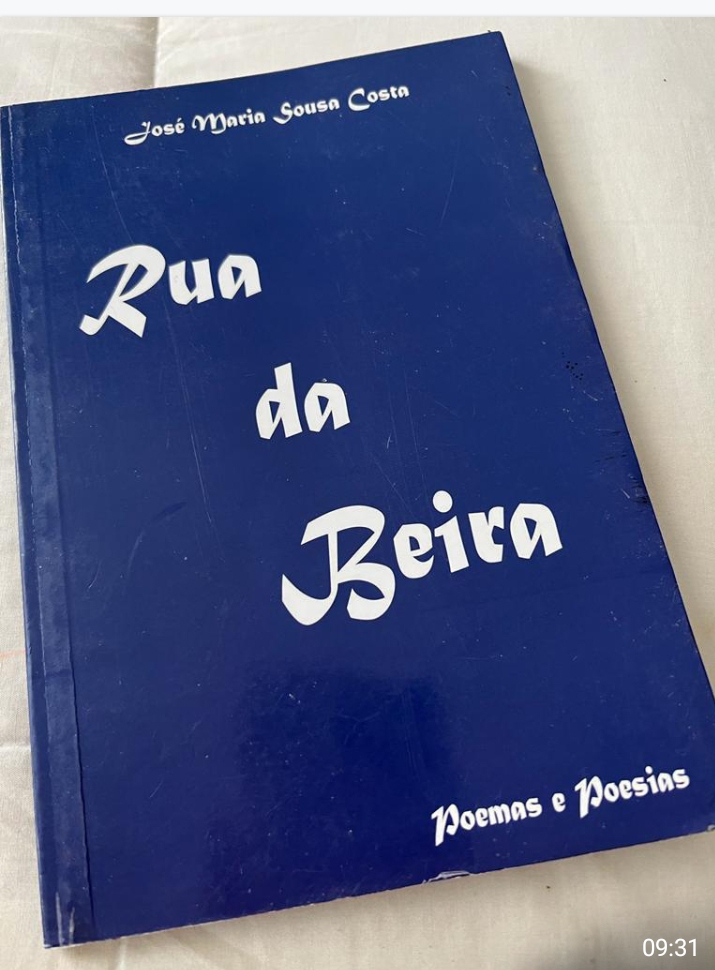 José Maria Sousa Costa
Rua
da
Beira
Poemas e Poesias
09:31